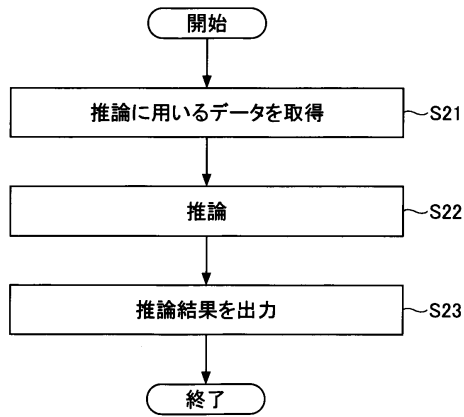 開始
推論に用いるデータを取得
S21
推論
S22
推論結果を出力
S23
終了